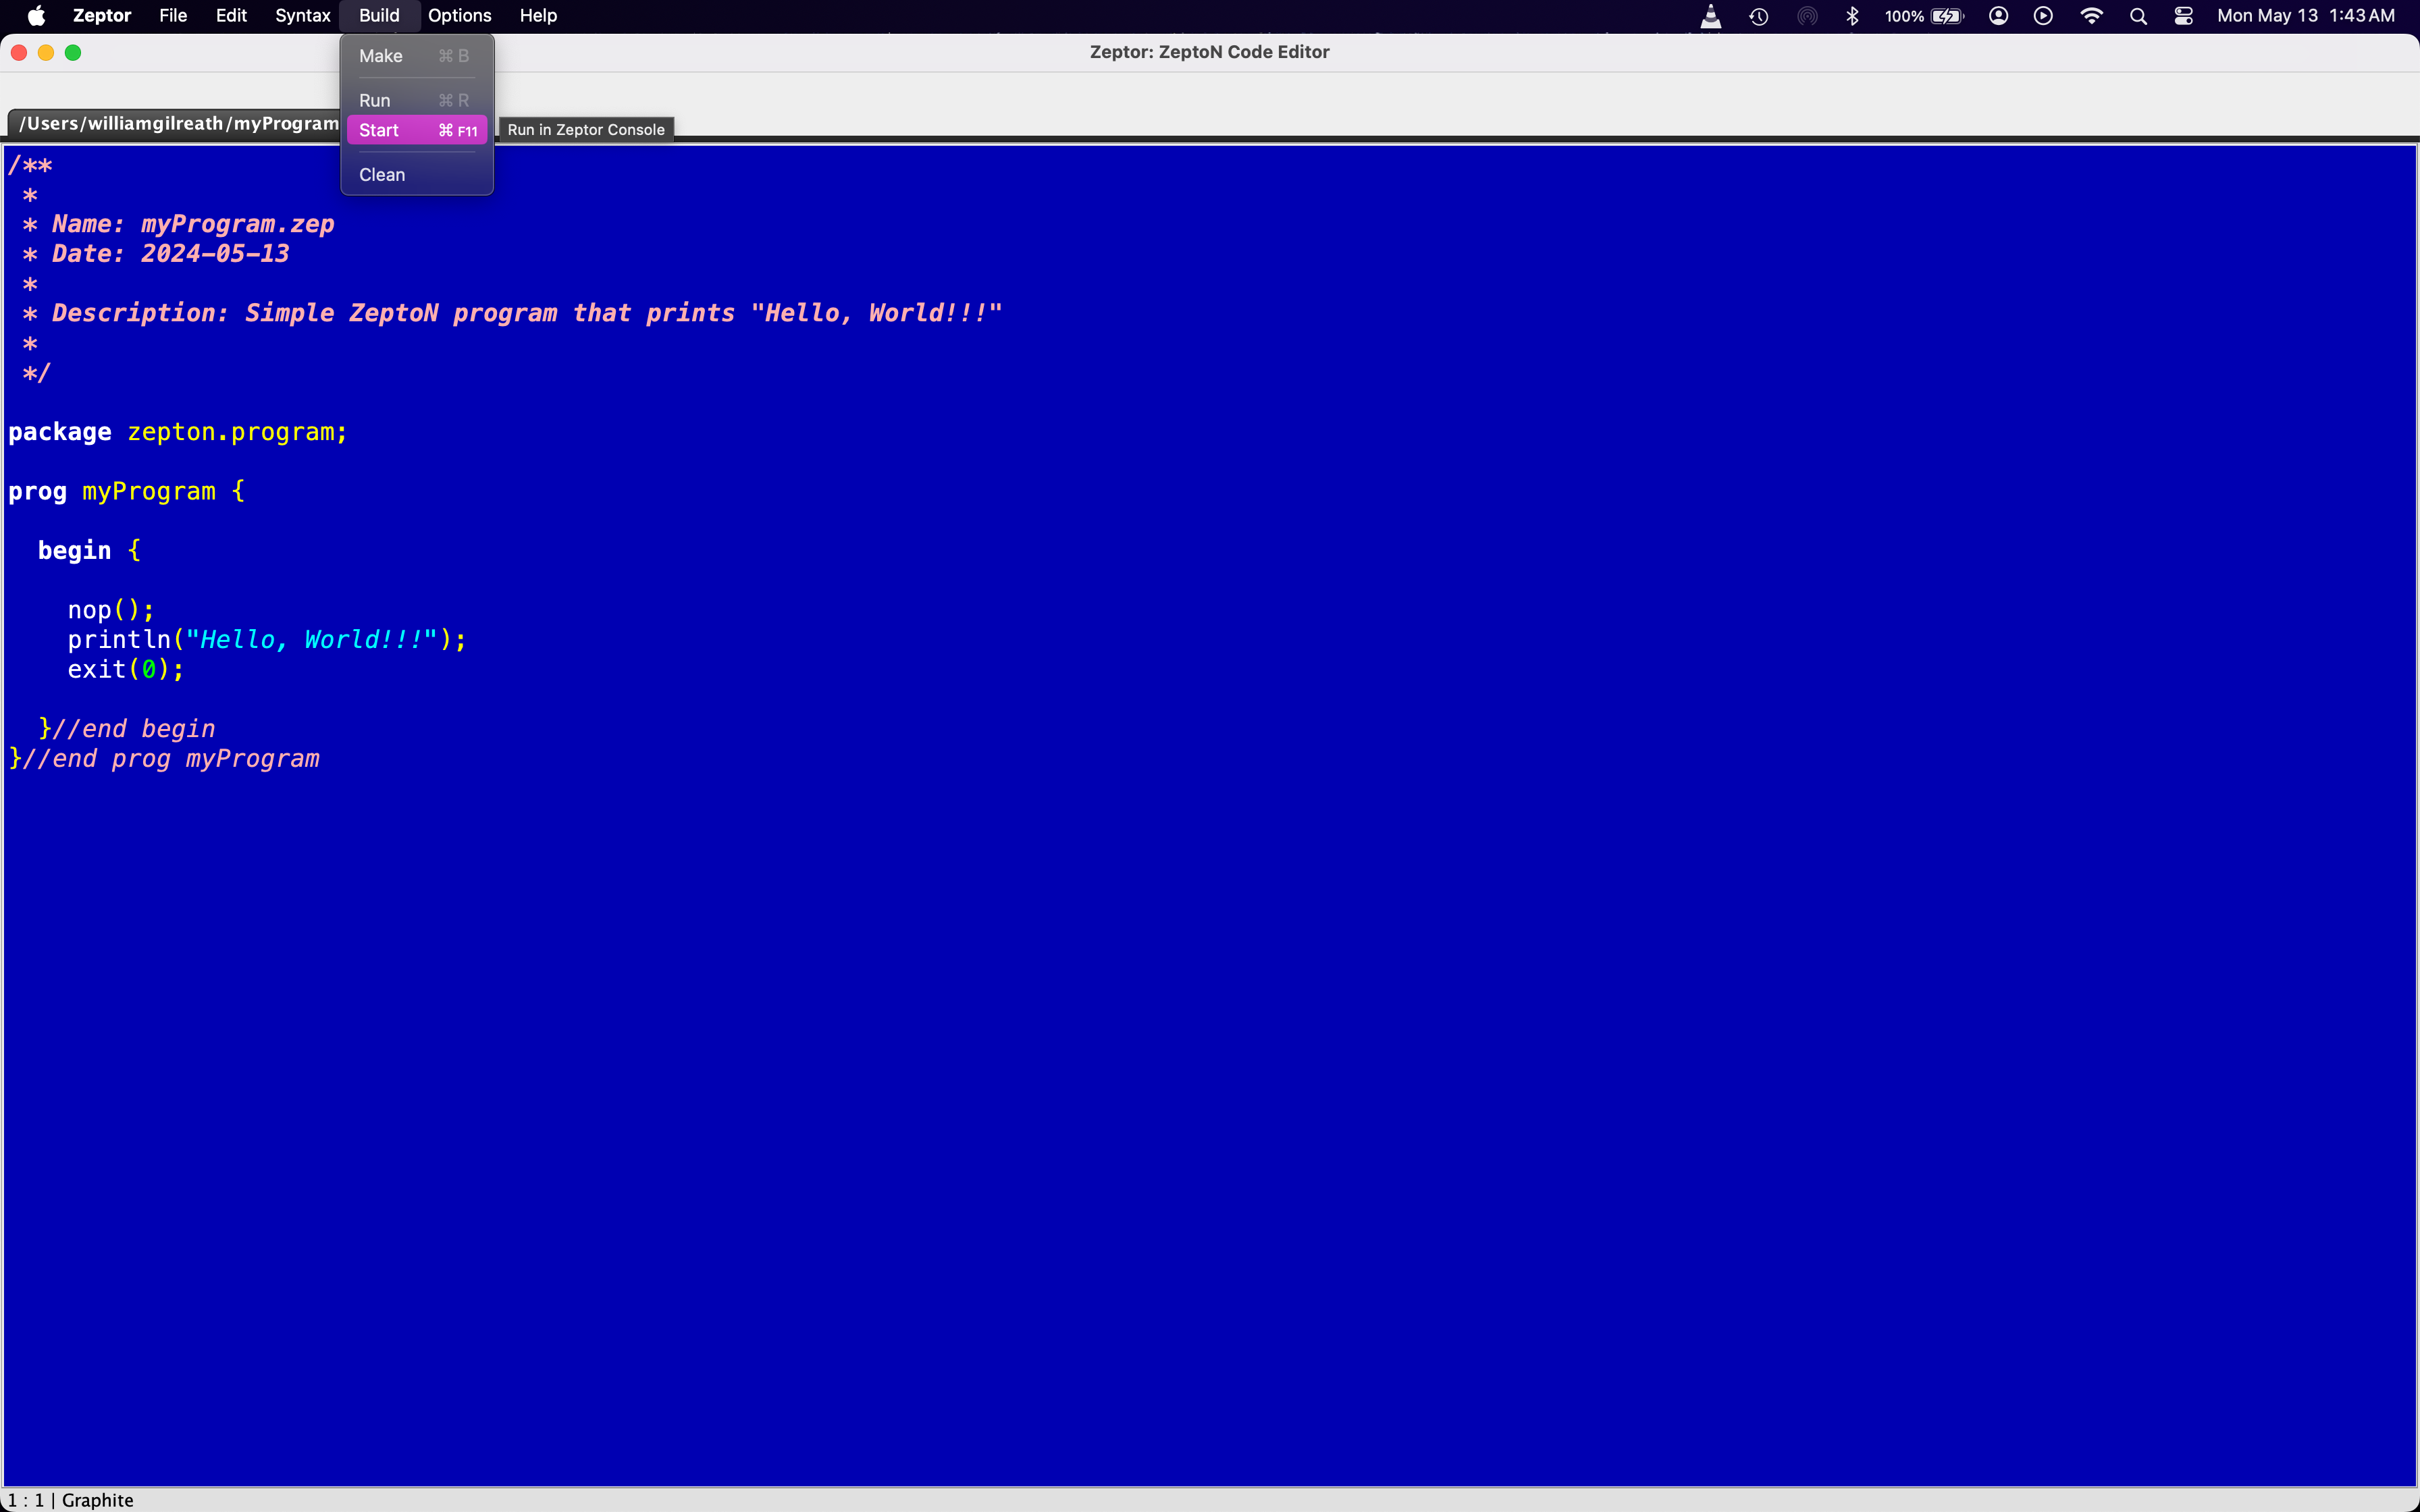 Zeptor File Edit Syntax Build Options Help 100% Mon May 13 1:43 AM
Zeptor: ZeptoN Code Editor
Make ⌘ B
Run ⌘ R
Start ⌘ F11
Clean
Run in Zeptor Console
/Users/williamgilreath/myProgram
/**
 *
 * Name: myProgram.zep
 * Date: 2024-05-13
 *
 * Description: Simple ZeptoN program that prints "Hello, World!!!"
 *
 */
package zepton.program;
prog myProgram {
begin {
nop();
println("Hello, World!!!");
exit(0);
}//end begin
}//end prog myProgram
1 : 1 | Graphite